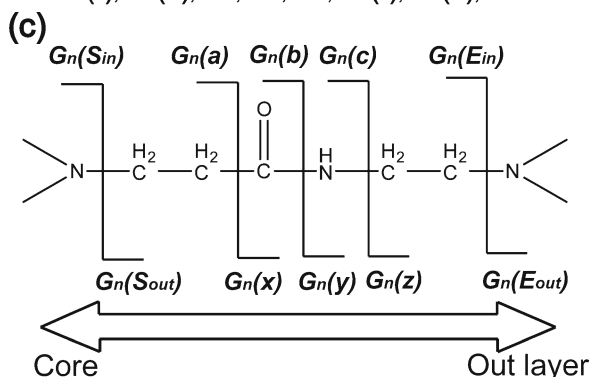 (c)
Gn(Sin) Gn(a) Gn(b) Gn(c) Gn(Ein)
O
H2 H2 H H2 H2
N C C C N C C N
Gn(Sout) Gn(x) Gn(y) Gn(z) Gn(Eout)
Core Out layer